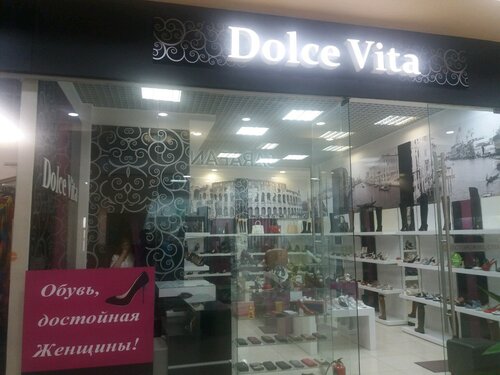 Dolce Vita
Dolce Vita
Обувь,
достойная
Женщины!